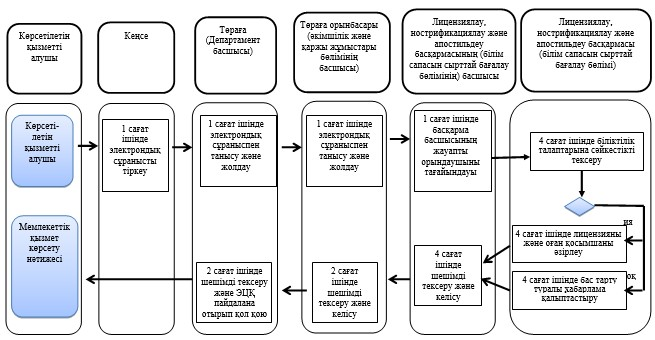 Көрсетілетін
қызметті
алушы
Кеңсе
Төраға
(Департамент
басшысы)
Төраға орынбасары
(әкімшілік және
қаржы жұмыстары
бөлімінің
басшысы)
Лицензиялау,
нострификациялау және
апостильдеу
басқармасының (білім
сапасын сырттай бағалау
бөлімінің) басшысы
Лицензиялау,
нострификациялау және
апостильдеу басқармасы
(білім сапасын сырттай
бағалау бөлімі)
Көрсеті-
летін
қызметті
алушы
1 сағат
ішінде
электрондық
сұранысты
тіркеу
1 сағат ішінде
электрондық
сұраныспен
танысу және
жолдау
1 сағат ішінде
электрондық
сұраныспен
танысу және
жолдау
1 сағат ішінде
басқарма
басшысының
жауапты
орындаушыны
тағайындауы
4 сағат ішінде біліктілік
талаптарына сәйкестікті
тексеру
ия
4 сағат ішінде лицензияны
және оған қосымшаны
әзірлеу
оқ
4 сағат ішінде бас тарту
туралы хабарлама
қалыптастыру
4 сағат
ішінде
шешімді
тексеру және
келісу
2 сағат
ішінде
шешімді
тексеру және
келісу
2 сағат ішінде
шешімді тексеру
және ЭЦҚ
пайдалана
отырып қол қою
Мемлекеттік
қызмет
көрсету
нәтижесі